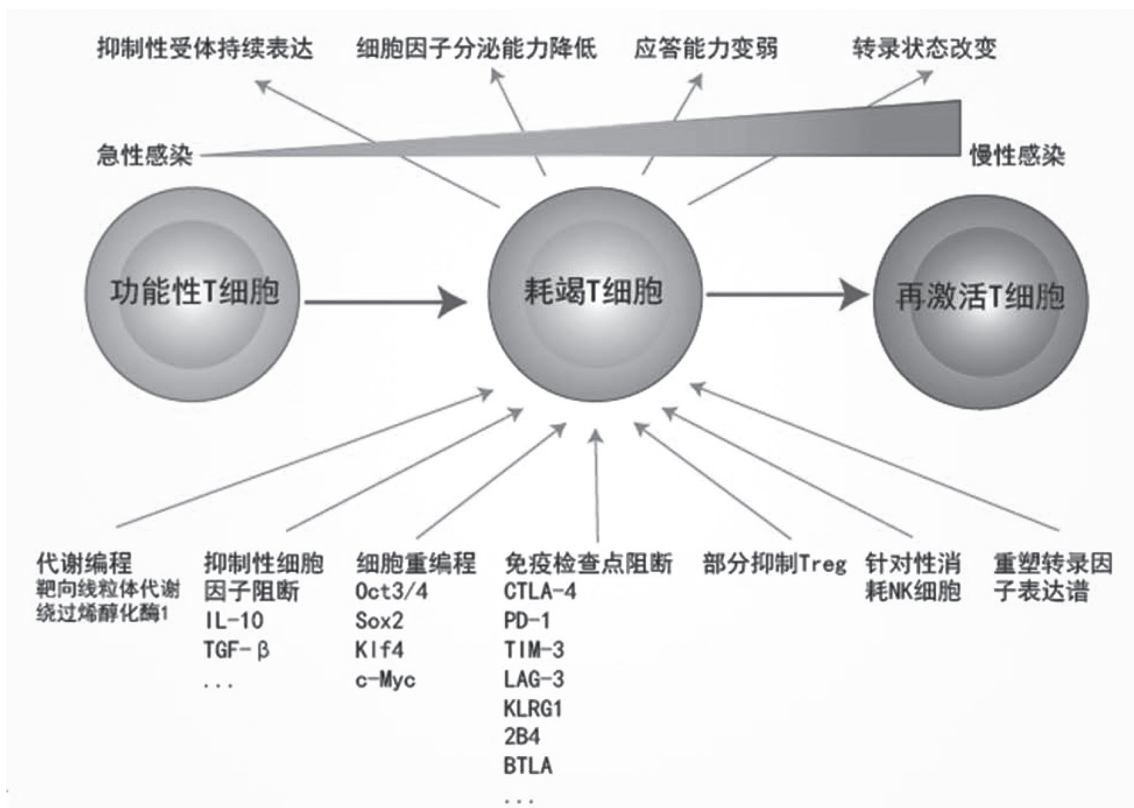 抑制性受体持续表达
细胞因子分泌能力降低
应答能力变弱
转录状态改变
急性感染
慢性感染
功能性T细胞
耗竭T细胞
再激活T细胞
代谢编程
靶向线粒体代谢
绕过烯醇化酶1
抑制性细胞
因子阻断
IL-10
TGF-β
...
细胞重编程
Oct3/4
Sox2
Klf4
c-Myc
免疫检查点阻断
CTLA-4
PD-1
TIM-3
LAG-3
KLRG1
2B4
BTLA
...
部分抑制Treg
针对性消
耗NK细胞
重塑转录因
子表达谱